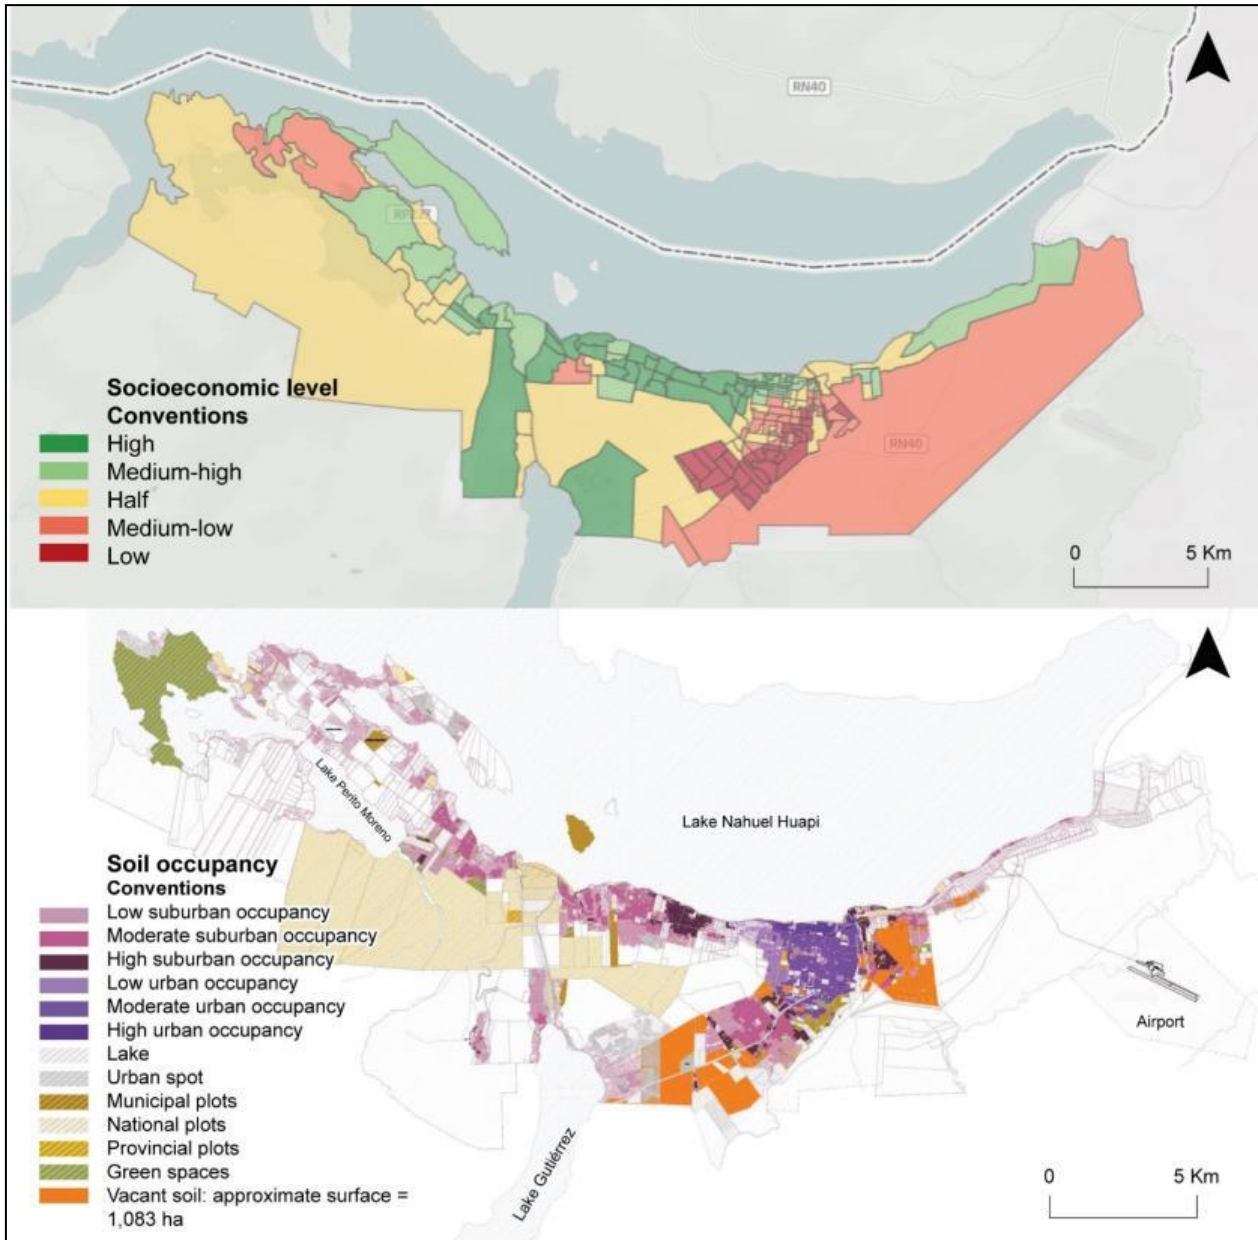 RN40
Socioeconomic level
Conventions
High
Medium-high
Half
Medium-low
Low
RN40
0 5 Km
Lake Perito Moreno
Lake Nahuel Huapi
Soil occupancy
Conventions
Low suburban occupancy
Moderate suburban occupancy
High suburban occupancy
Low urban occupancy
Moderate urban occupancy
High urban occupancy
Lake
Urban spot
Municipal plots
National plots
Provincial plots
Green spaces
Vacant soil: approximate surface =
1,083 ha
Airport
Lake Gutiérrez
0 5 Km